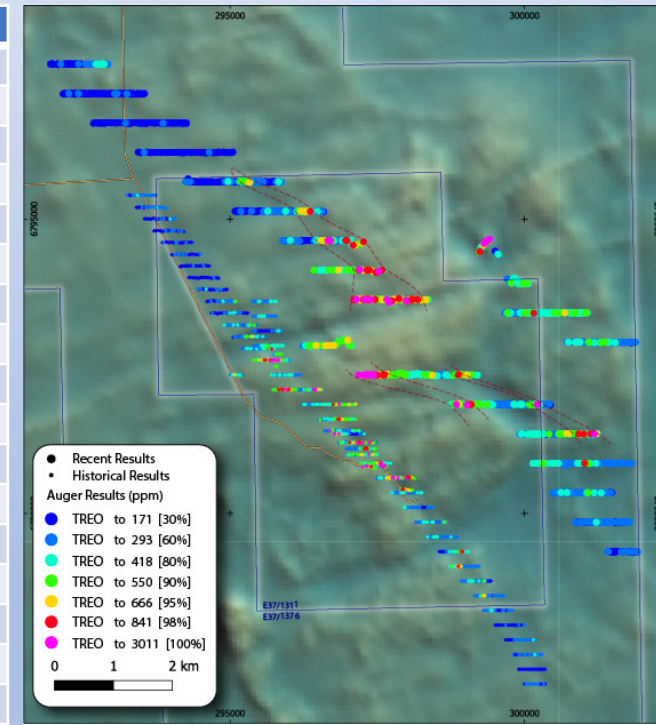 295000
300000
6795000
Recent Results
Historical Results
Auger Results (ppm)
TREO to 171 [30%]
TREO to 293 [60%]
TREO to 418 [80%]
TREO to 550 [90%]
TREO to 666 [95%]
TREO to 841 [98%]
TREO to 3011 [100%]
0 1 2 km
E37/1311
E37/1376
295000
300000